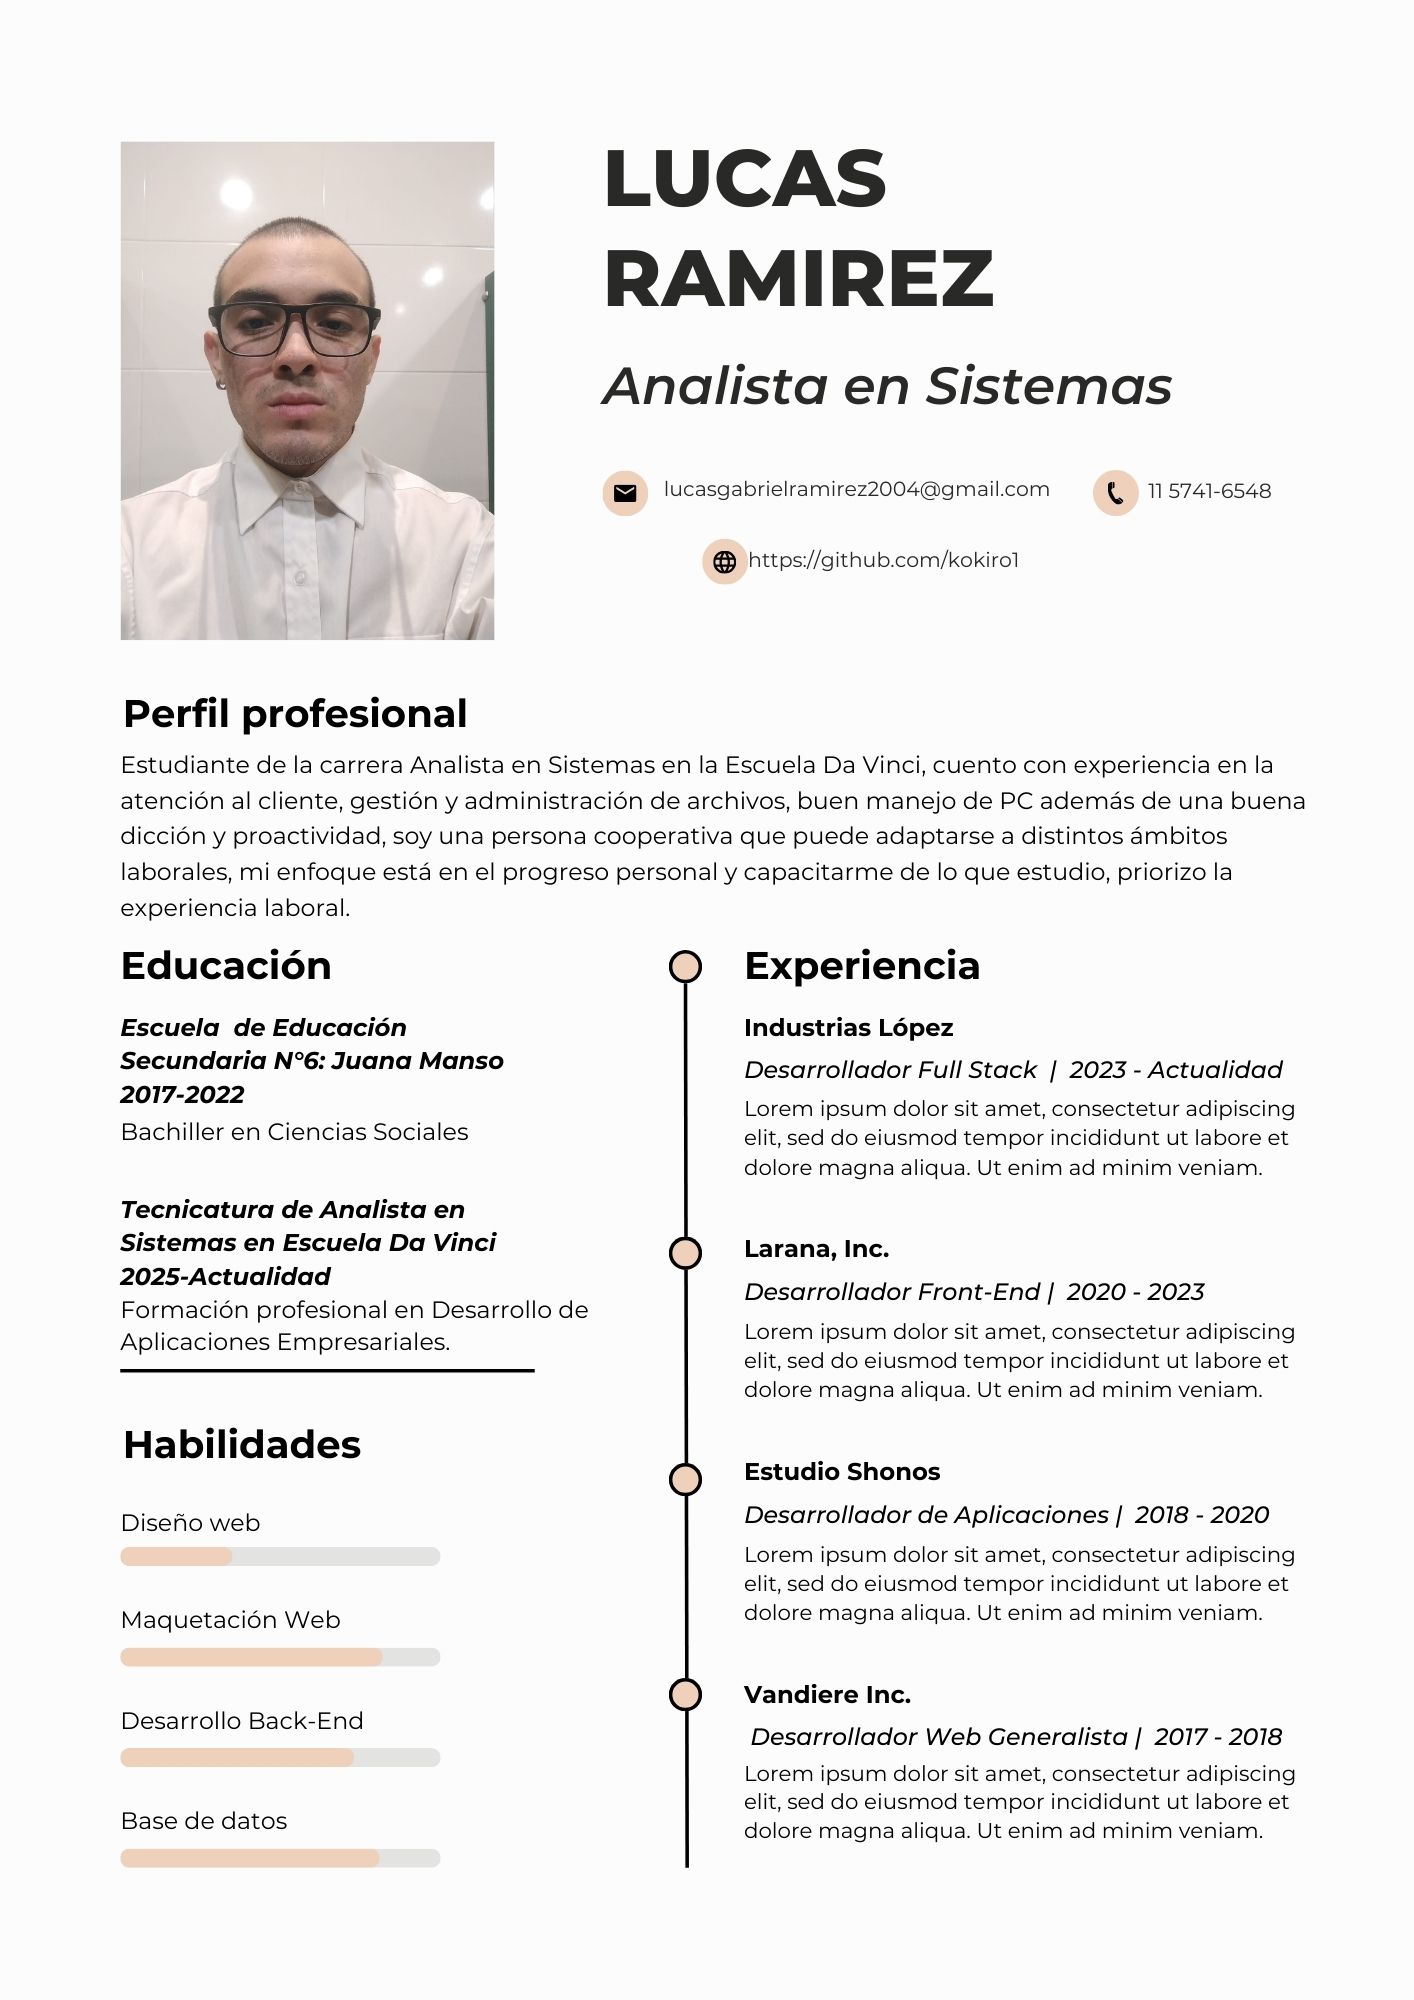 LUCAS
RAMIREZ
Analista en Sistemas
lucasgabrielramirez2004@gmail.com
11 5741-6548
https://github.com/kokiro1
Perfil profesional
Estudiante de la carrera Analista en Sistemas en la Escuela Da Vinci, cuento con experiencia en la
atención al cliente, gestión y administración de archivos, buen manejo de PC además de una buena
dicción y proactividad, soy una persona cooperativa que puede adaptarse a distintos ámbitos
laborales, mi enfoque está en el progreso personal y capacitarme de lo que estudio, priorizo la
experiencia laboral.
Educación
Escuela  de Educación
Secundaria N°6: Juana Manso
2017-2022
Bachiller en Ciencias Sociales
Tecnicatura de Analista en
Sistemas en Escuela Da Vinci
2025-Actualidad
Formación profesional en Desarrollo de
Aplicaciones Empresariales.
Habilidades
Diseño web
Maquetación Web
Desarrollo Back-End
Base de datos
Experiencia
Industrias López
Desarrollador Full Stack  |  2023 - Actualidad
Lorem ipsum dolor sit amet, consectetur adipiscing
elit, sed do eiusmod tempor incididunt ut labore et
dolore magna aliqua. Ut enim ad minim veniam.
Larana, Inc.
Desarrollador Front-End |  2020 - 2023
Lorem ipsum dolor sit amet, consectetur adipiscing
elit, sed do eiusmod tempor incididunt ut labore et
dolore magna aliqua. Ut enim ad minim veniam.
Estudio Shonos
Desarrollador de Aplicaciones |  2018 - 2020
Lorem ipsum dolor sit amet, consectetur adipiscing
elit, sed do eiusmod tempor incididunt ut labore et
dolore magna aliqua. Ut enim ad minim veniam.
Vandiere Inc.
Desarrollador Web Generalista |  2017 - 2018
Lorem ipsum dolor sit amet, consectetur adipiscing
elit, sed do eiusmod tempor incididunt ut labore et
dolore magna aliqua. Ut enim ad minim veniam.